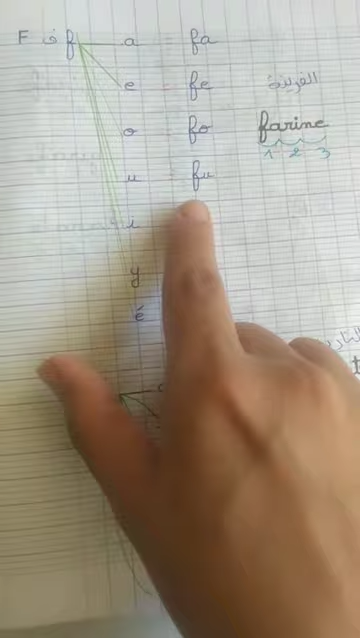 F ف f a = fa
e = fe الفرينة
o = fo farine
1 2 3
u = fu
i
y
é